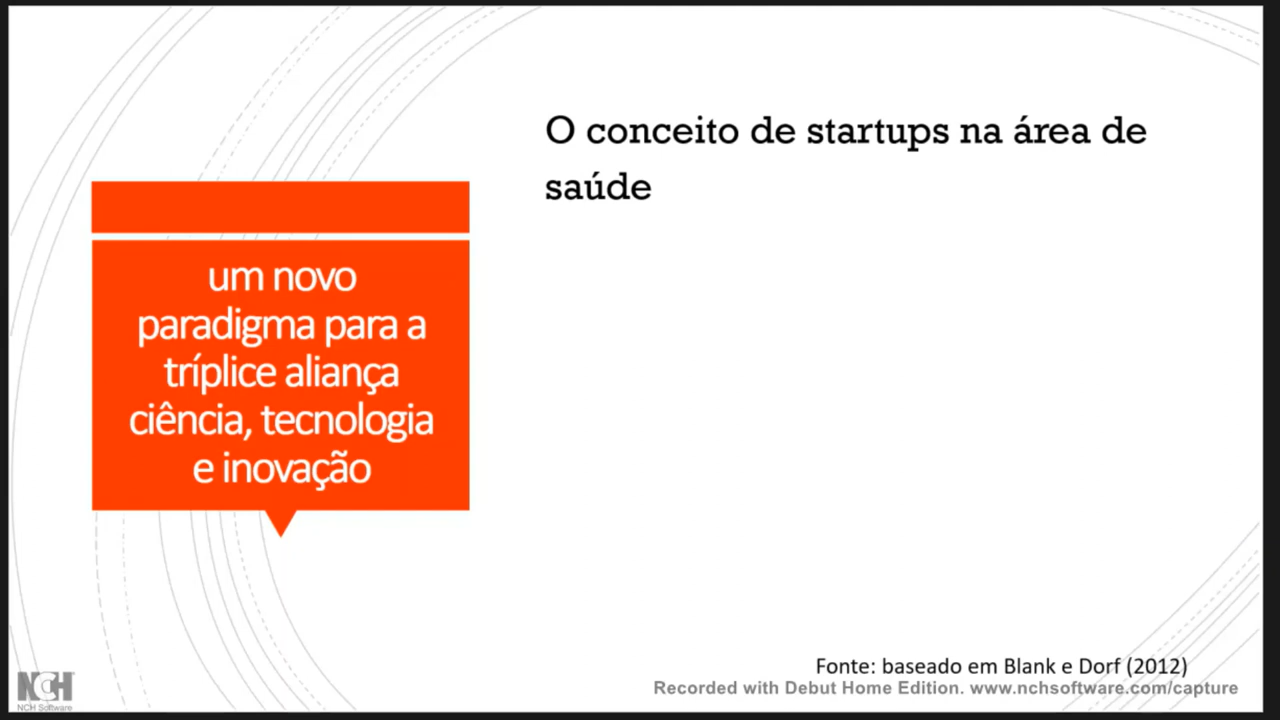 O conceito de startups na área de
saúde
um novo
paradigma para a
tríplice aliança
ciência, tecnologia
e inovação
Fonte: baseado em Blank e Dorf (2012)
Recorded with Debut Home Edition. www.nchsoftware.com/capture
NCH
NCH Software